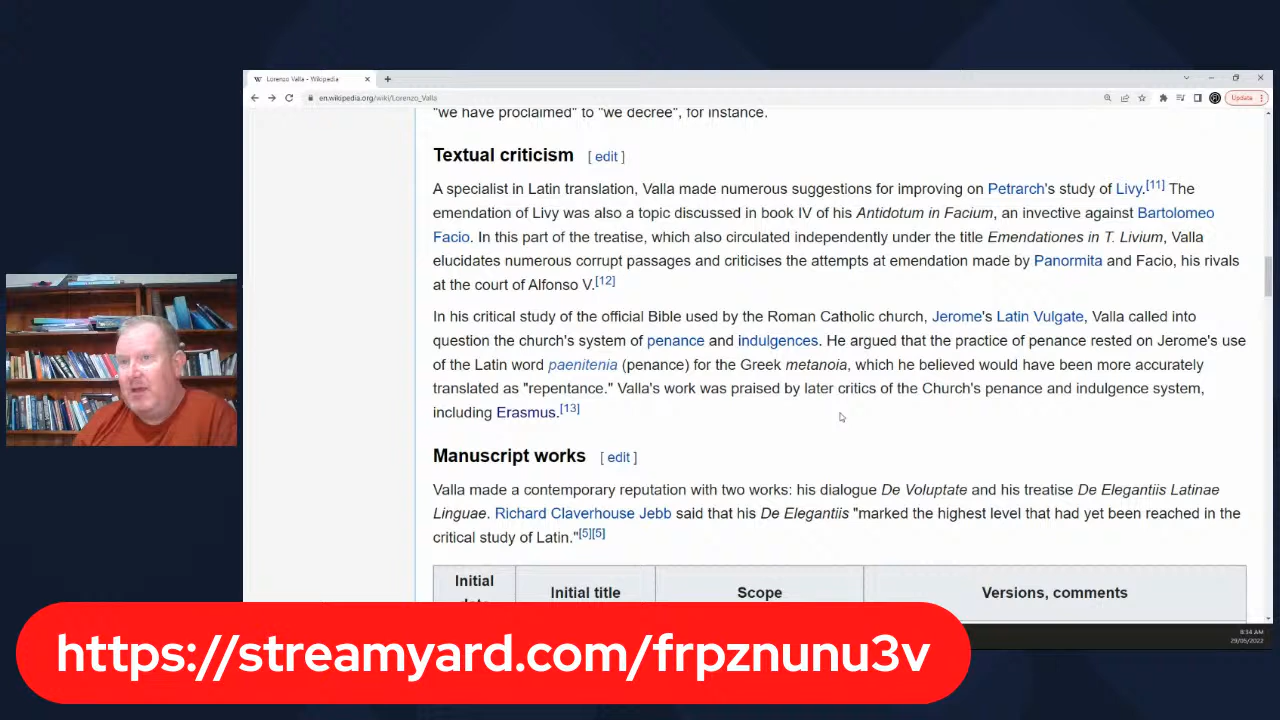 Lorenzo Valla - Wikipedia
en.wikipedia.org/wiki/Lorenzo_Valla
Update
"we have proclaimed" to "we decree", for instance.
Textual criticism [ edit ]
A specialist in Latin translation, Valla made numerous suggestions for improving on Petrarch's study of Livy.[11] The
emendation of Livy was also a topic discussed in book IV of his Antidotum in Facium, an invective against Bartolomeo
Facio. In this part of the treatise, which also circulated independently under the title Emendationes in T. Livium, Valla
elucidates numerous corrupt passages and criticises the attempts at emendation made by Panormita and Facio, his rivals
at the court of Alfonso V.[12]
In his critical study of the official Bible used by the Roman Catholic church, Jerome's Latin Vulgate, Valla called into
question the church's system of penance and indulgences. He argued that the practice of penance rested on Jerome's use
of the Latin word paenitenia (penance) for the Greek metanoia, which he believed would have been more accurately
translated as "repentance." Valla's work was praised by later critics of the Church's penance and indulgence system,
including Erasmus.[13]
Manuscript works [ edit ]
Valla made a contemporary reputation with two works: his dialogue De Voluptate and his treatise De Elegantiis Latinae
Linguae. Richard Claverhouse Jebb said that his De Elegantiis "marked the highest level that had yet been reached in the
critical study of Latin."[5][5]
Initial
Initial title Scope Versions, comments
8:34 AM
29/05/2022
https://streamyard.com/frpznunu3v